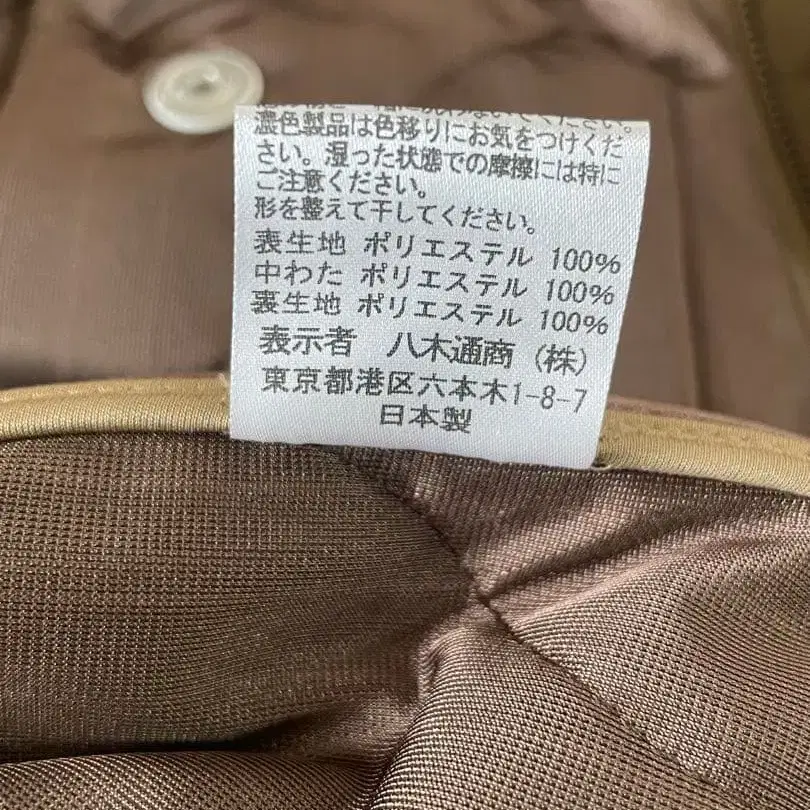 濃色製品は色移りにお気をつけくだ
さい。湿った状態での摩擦には特に
ご注意ください。
形を整えて干してください。
表生地 ポリエステル 100%
中わた ポリエステル 100%
裏生地 ポリエステル 100%
表示者 八木通商（株）
東京都港区六本木1-8-7
日本製